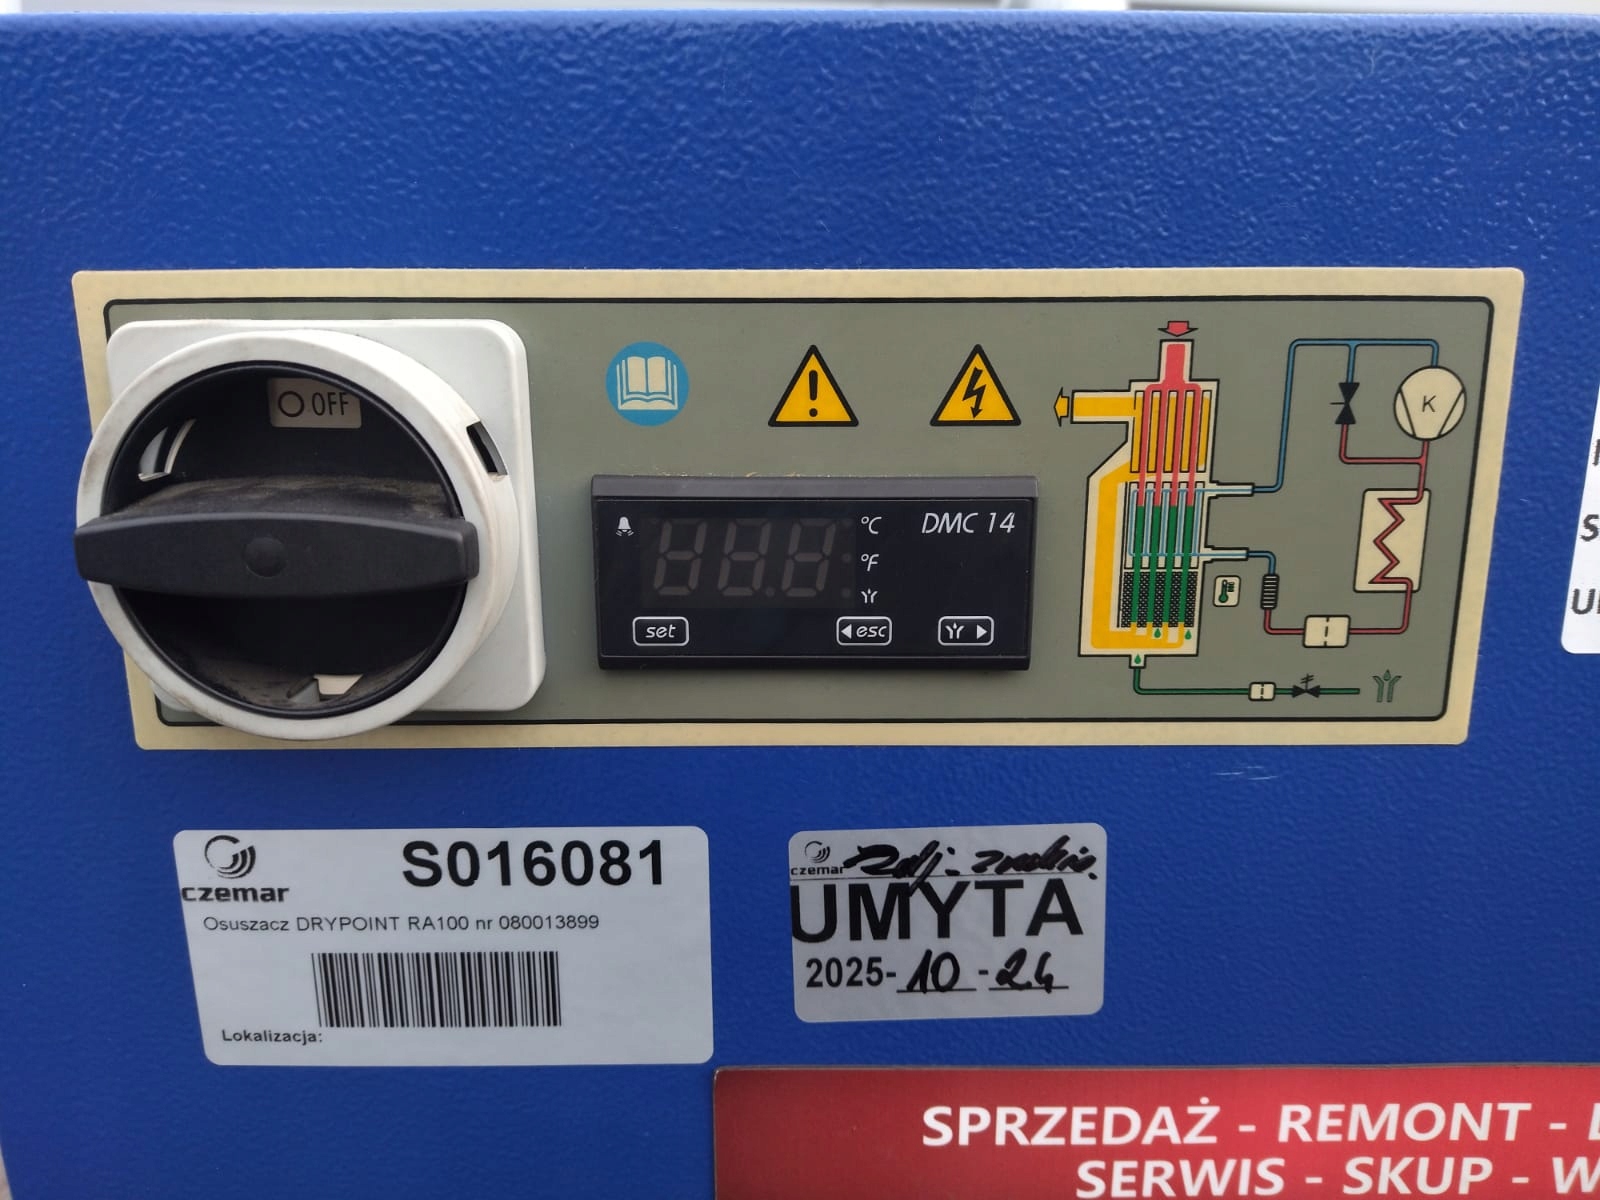 OFF
K
°C
DMC 14
°F
set
esc
czemar
S016081
Osuszacz DRYPOINT RA100 nr 080013899
Lokalizacja:
czemar
UMYTA
2025-10-24
SPRZEDAŻ - REMONT -
SERWIS - SKUP - W